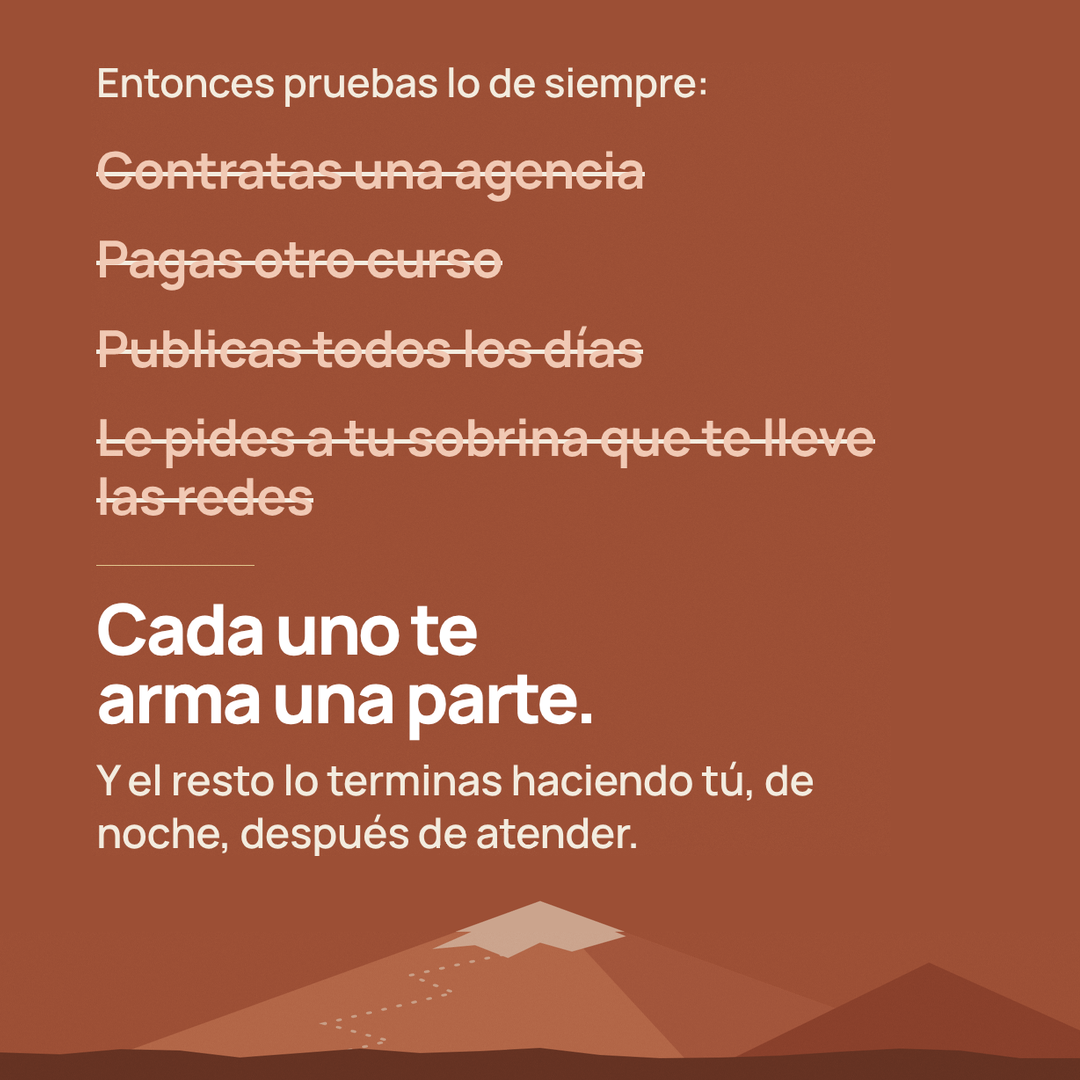 Entonces pruebas lo de siempre:
Contratas una agencia
Pagas otro curso
Publicas todos los días
Le pides a tu sobrina que te lleve
las redes
Cada uno te
arma una parte.
Y el resto lo terminas haciendo tú, de
noche, después de atender.